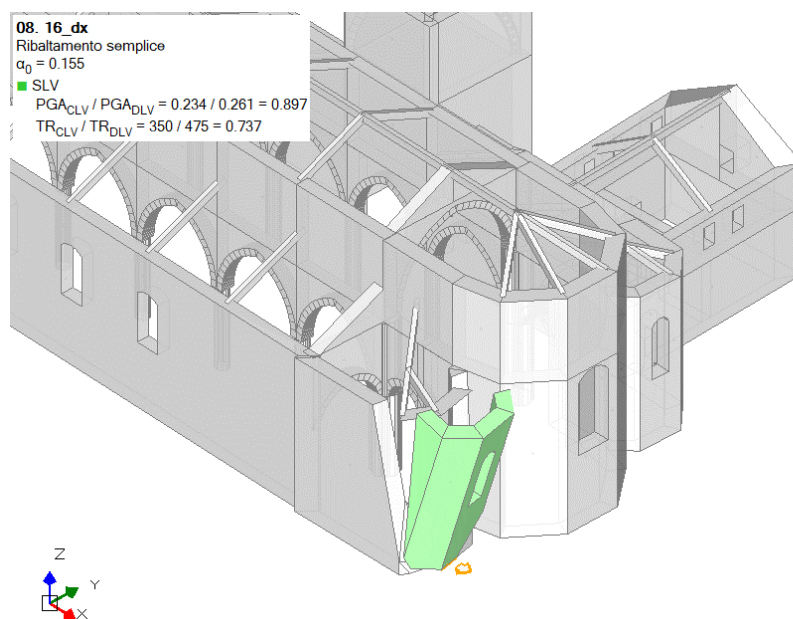 08. 16_dx
Ribaltamento semplice
α0 = 0.155
SLV
PGACLV / PGADLV = 0.234 / 0.261 = 0.897
TRCLV / TRDLV = 350 / 475 = 0.737
Z
Y
X